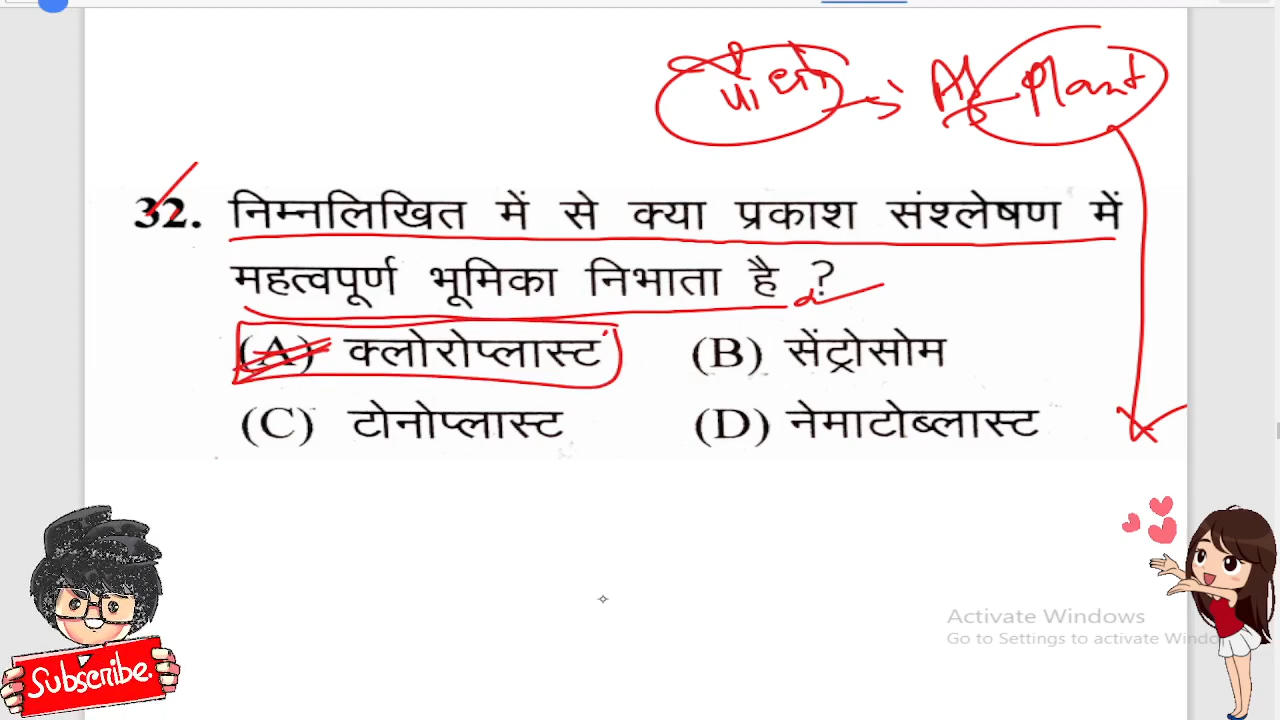 पौधो → Plant
32. निम्नलिखित में से क्या प्रकाश संश्लेषण में
महत्वपूर्ण भूमिका निभाता है ?
(A) क्लोरोप्लास्ट (B) सेंट्रोसोम
(C) टोनोप्लास्ट (D) नेमाटोब्लास्ट
Activate Windows
Go to Settings to activate Windo
Subscribe